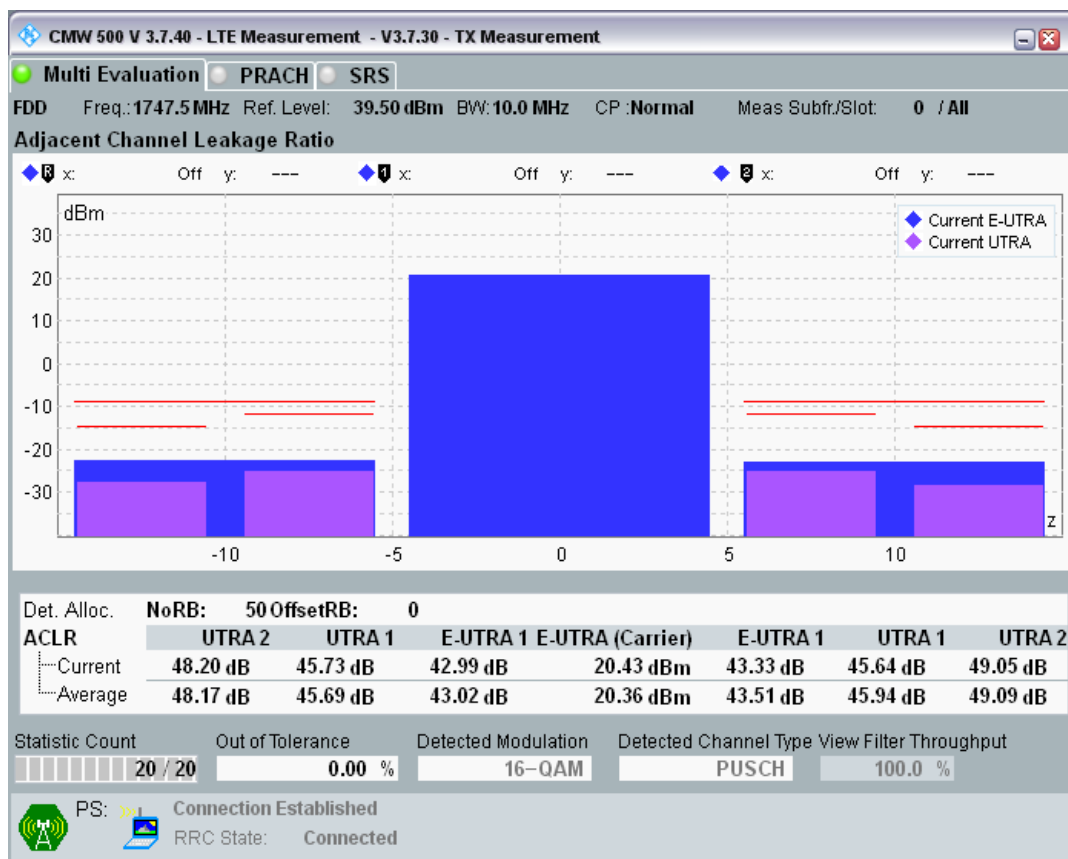 CMW 500 V 3.7.40 - LTE Measurement - V3.7.30 - TX Measurement
Multi Evaluation PRACH SRS
FDD Freq.: 1747.5 MHz Ref. Level: 39.50 dBm BW: 10.0 MHz CP :Normal Meas Subfr./Slot: 0 / All
Adjacent Channel Leakage Ratio
R x: Off y: --- 1 x: Off y: --- 2 x: Off y: ---
dBm
Current E-UTRA
Current UTRA
30
20
10
0
-10
-20
-30
z
-10 -5 0 5 10
Det. Alloc. NoRB: 50 OffsetRB: 0
ACLR UTRA 2 UTRA 1 E-UTRA 1 E-UTRA (Carrier) E-UTRA 1 UTRA 1 UTRA 2
Current 48.20 dB 45.73 dB 42.99 dB 20.43 dBm 43.33 dB 45.64 dB 49.05 dB
Average 48.17 dB 45.69 dB 43.02 dB 20.36 dBm 43.51 dB 45.94 dB 49.09 dB
Statistic Count Out of Tolerance Detected Modulation Detected Channel Type View Filter Throughput
20 / 20 0.00 % 16-QAM PUSCH 100.0 %
PS: Connection Established
RRC State: Connected